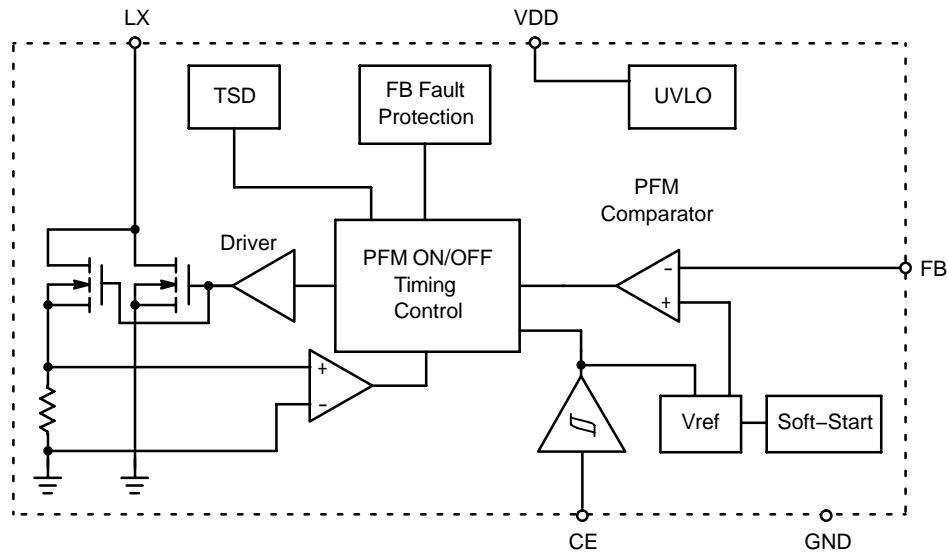 LX
VDD
TSD
FB Fault
Protection
UVLO
PFM
Comparator
Driver
PFM ON/OFF
Timing
Control
−
+
FB
+
−
Vref
Soft−Start
CE
GND